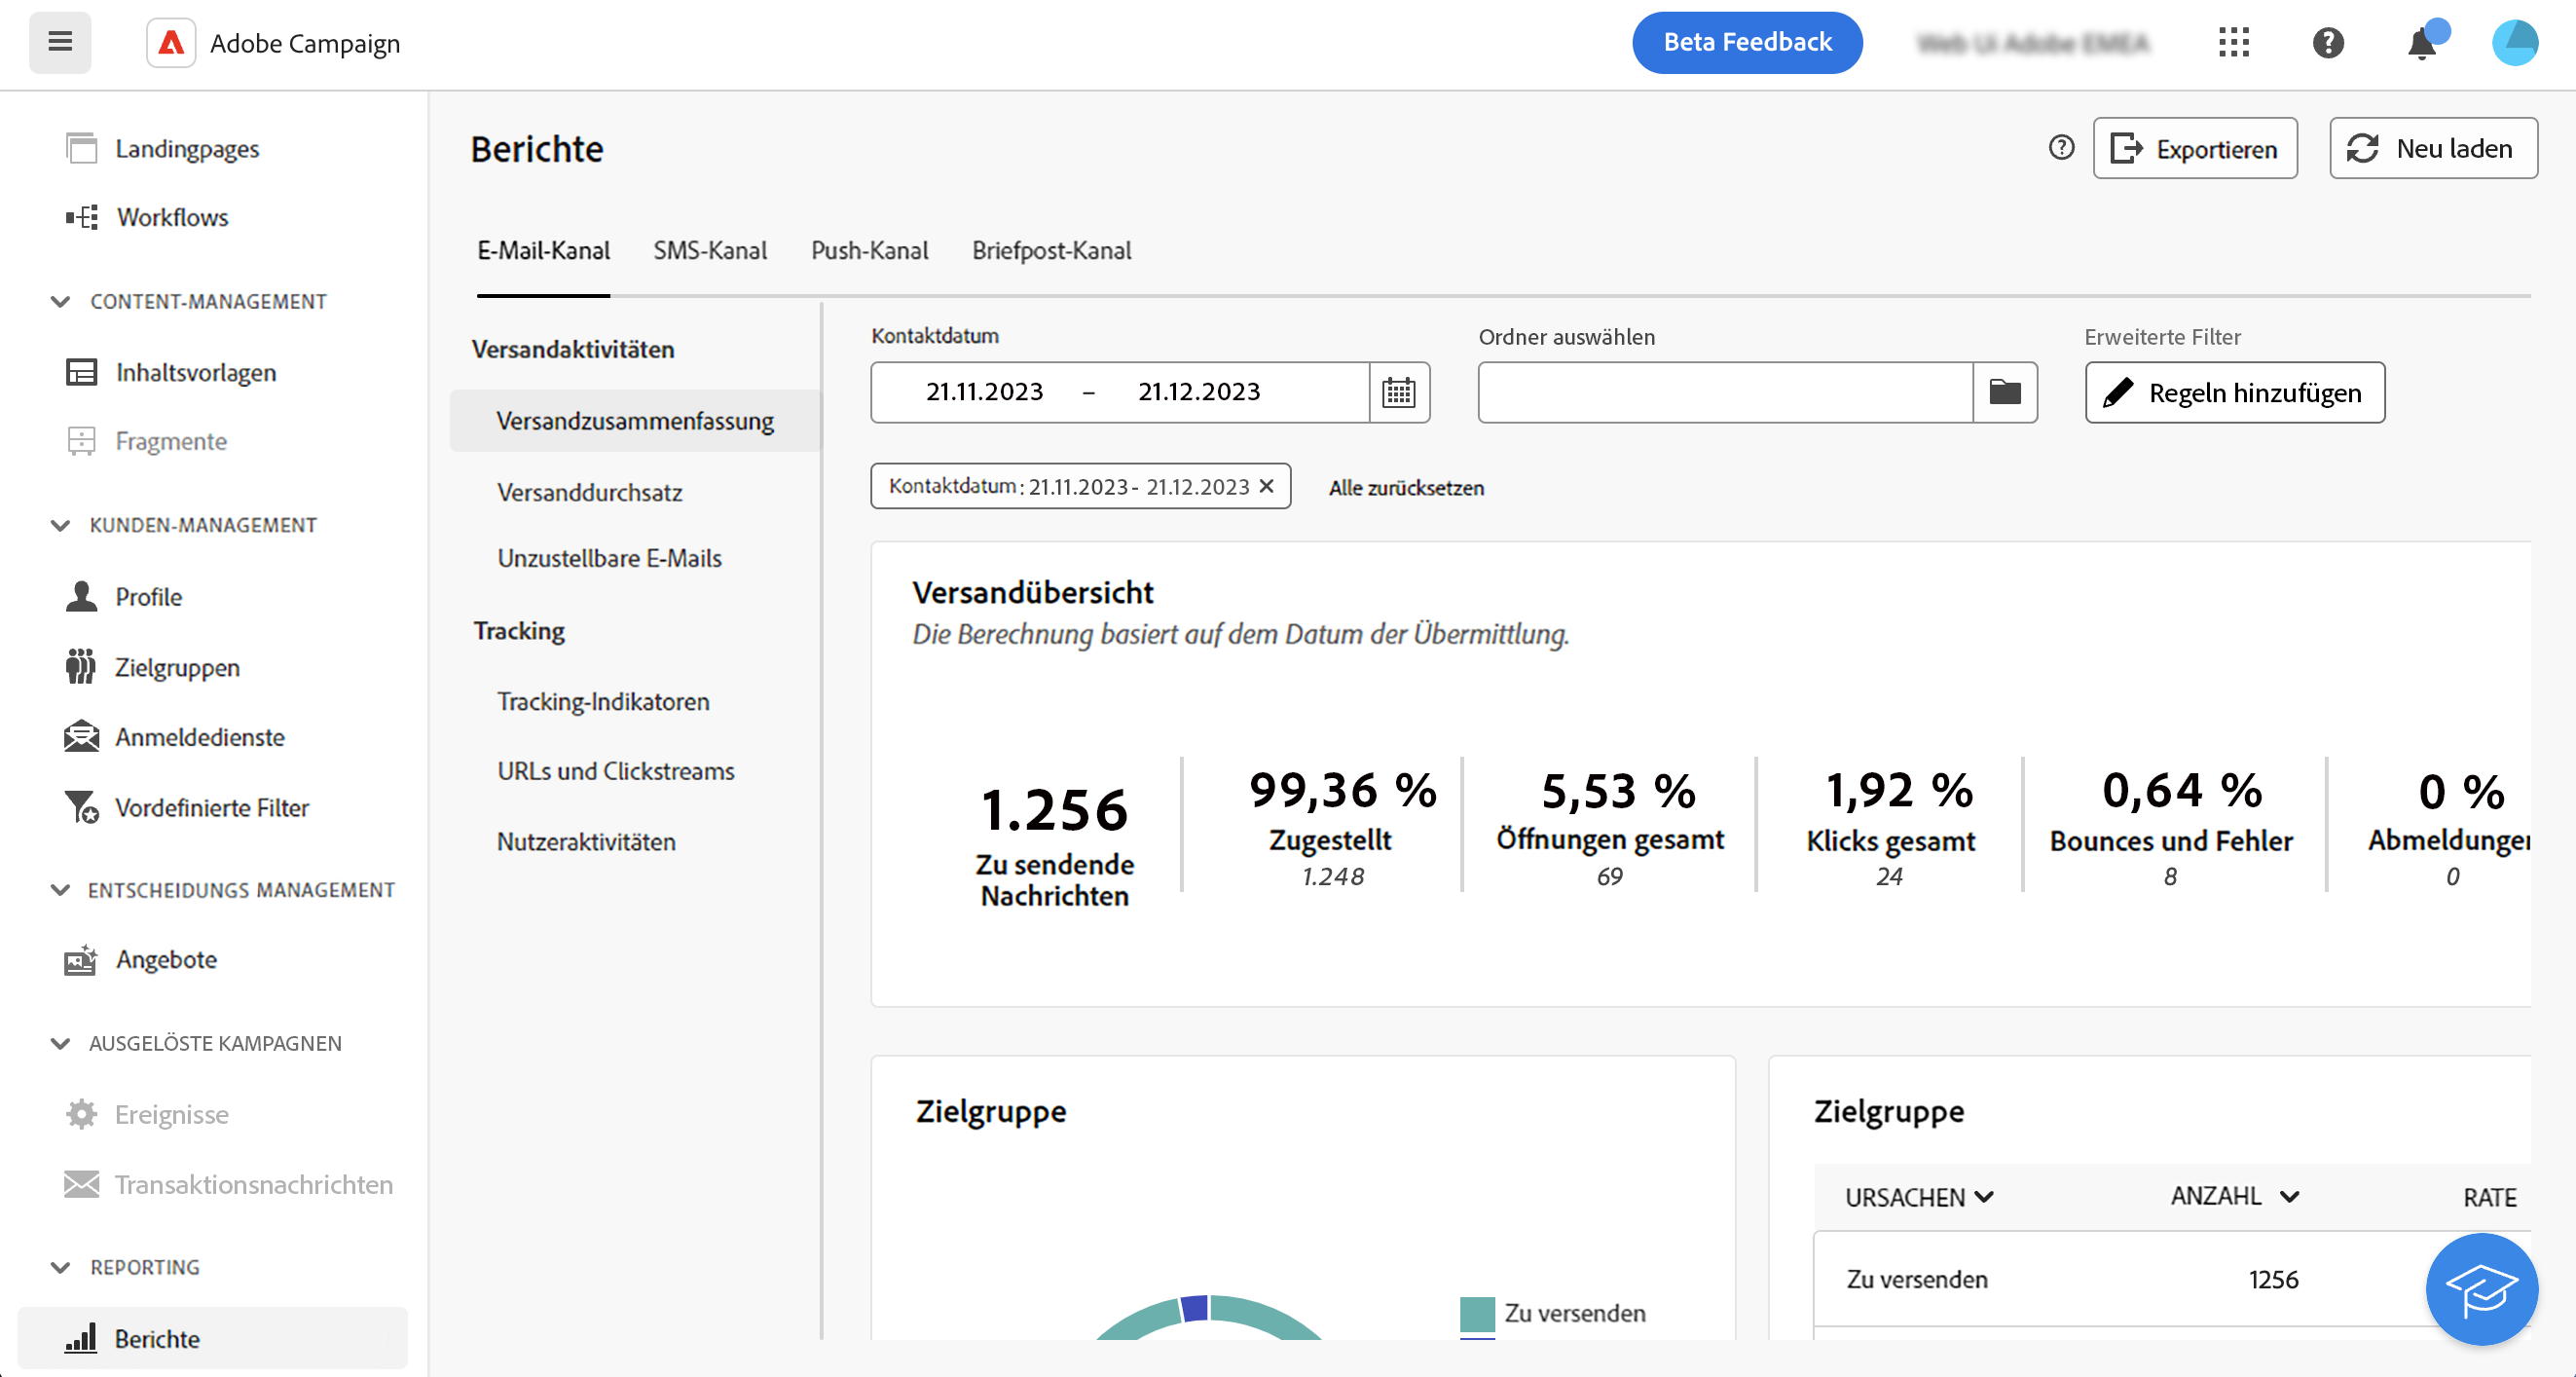 Adobe Campaign
Beta Feedback
Web UI Adobe EMEA
Landingpages
Workflows
CONTENT-MANAGEMENT
Inhaltsvorlagen
Fragmente
KUNDEN-MANAGEMENT
Profile
Zielgruppen
Anmeldedienste
Vordefinierte Filter
ENTSCHEIDUNGS MANAGEMENT
Angebote
AUSGELÖSTE KAMPAGNEN
Ereignisse
Transaktionsnachrichten
REPORTING
Berichte
Berichte
Exportieren
Neu laden
E-Mail-Kanal SMS-Kanal Push-Kanal Briefpost-Kanal
Versandaktivitäten
Versandzusammenfassung
Versanddurchsatz
Unzustellbare E-Mails
Tracking
Tracking-Indikatoren
URLs und Clickstreams
Nutzeraktivitäten
Kontaktdatum
21.11.2023 – 21.12.2023
Ordner auswählen
Erweiterte Filter
Regeln hinzufügen
Kontaktdatum: 21.11.2023- 21.12.2023 ×
Alle zurücksetzen
Versandübersicht
Die Berechnung basiert auf dem Datum der Übermittlung.
1.256
Zu sendende
Nachrichten
99,36 %
Zugestellt
1.248
5,53 %
Öffnungen gesamt
69
1,92 %
Klicks gesamt
24
0,64 %
Bounces und Fehler
8
0 %
Abmeldungen
0
Zielgruppe
Zu versenden
Zielgruppe
URSACHEN ANZAHL RATE
Zu versenden 1256